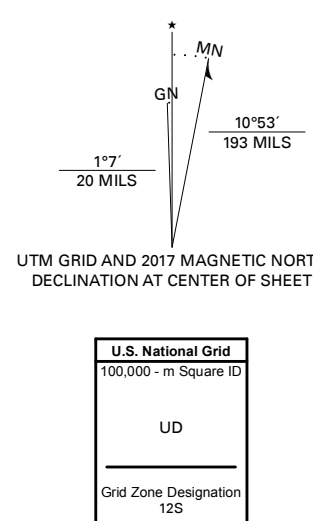 ★
MN
GN
10°53´
193 MILS
1°7´
20 MILS
UTM GRID AND 2017 MAGNETIC NORT
DECLINATION AT CENTER OF SHEET
U.S. National Grid
100,000 - m Square ID
UD
Grid Zone Designation
12S